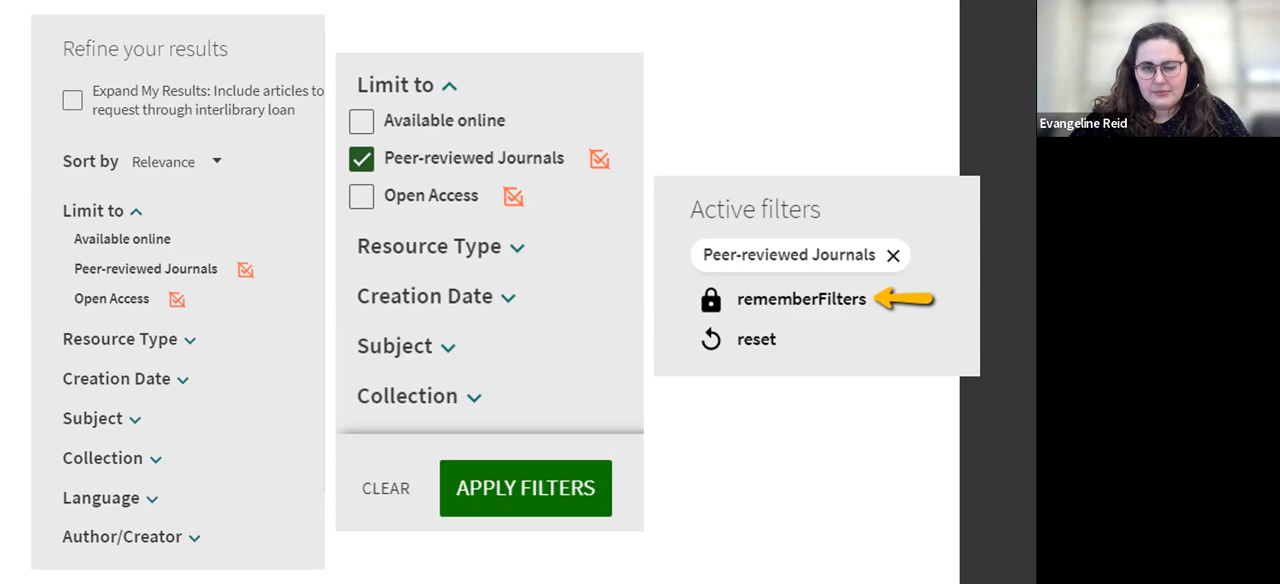 Refine your results
Expand My Results: Include articles to
request through interlibrary loan
Sort by Relevance
Limit to
Available online
Peer-reviewed Journals
Open Access
Resource Type
Creation Date
Subject
Collection
Language
Author/Creator
Limit to
Available online
Peer-reviewed Journals
Open Access
Resource Type
Creation Date
Subject
Collection
CLEAR APPLY FILTERS
Active filters
Peer-reviewed Journals
rememberFilters
reset
Evangeline Reid